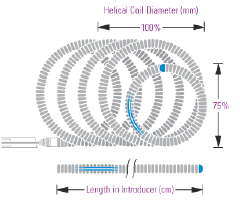 Helical Coil Diameter (mm)
100%
75%
Length in Introducer (cm)